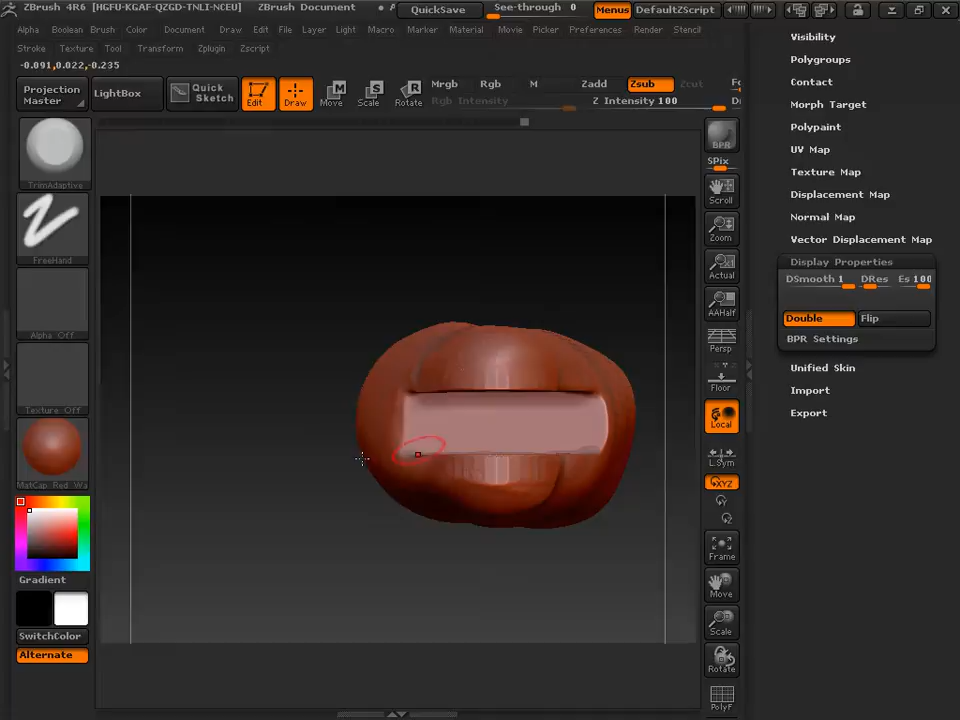 ZBrush 4R6 [HGFU-KGAF-QZGD-TNLI-NCEU] ZBrush Document QuickSave See-through 0 Menus DefaultZScript
Alpha Boolean Brush Color Document Draw Edit File Layer Light Macro Marker Material Movie Picker Preferences Render Stencil
Stroke Texture Tool Transform Zplugin Zscript
-0.091,0.022,-0.235
Projection Master
LightBox
Quick Sketch
Edit
Draw
Move
Scale
Rotate
Mrgb Rgb M Zadd Zsub Zcut
Rgb Intensity Z Intensity 100
TrimAdaptive
FreeHand
Alpha Off
Texture Off
MatCap Red Wa
Gradient
SwitchColor
Alternate
BPR
SPix
Scroll
Zoom
Actual
AAHalf
Persp
Floor
Local
L.Sym
XYZ
Y
Z
Frame
Move
Scale
Rotate
PolyF
Visibility
Polygroups
Contact
Morph Target
Polypaint
UV Map
Texture Map
Displacement Map
Normal Map
Vector Displacement Map
Display Properties
DSmooth 1 DRes Es 100
Double Flip
BPR Settings
Unified Skin
Import
Export